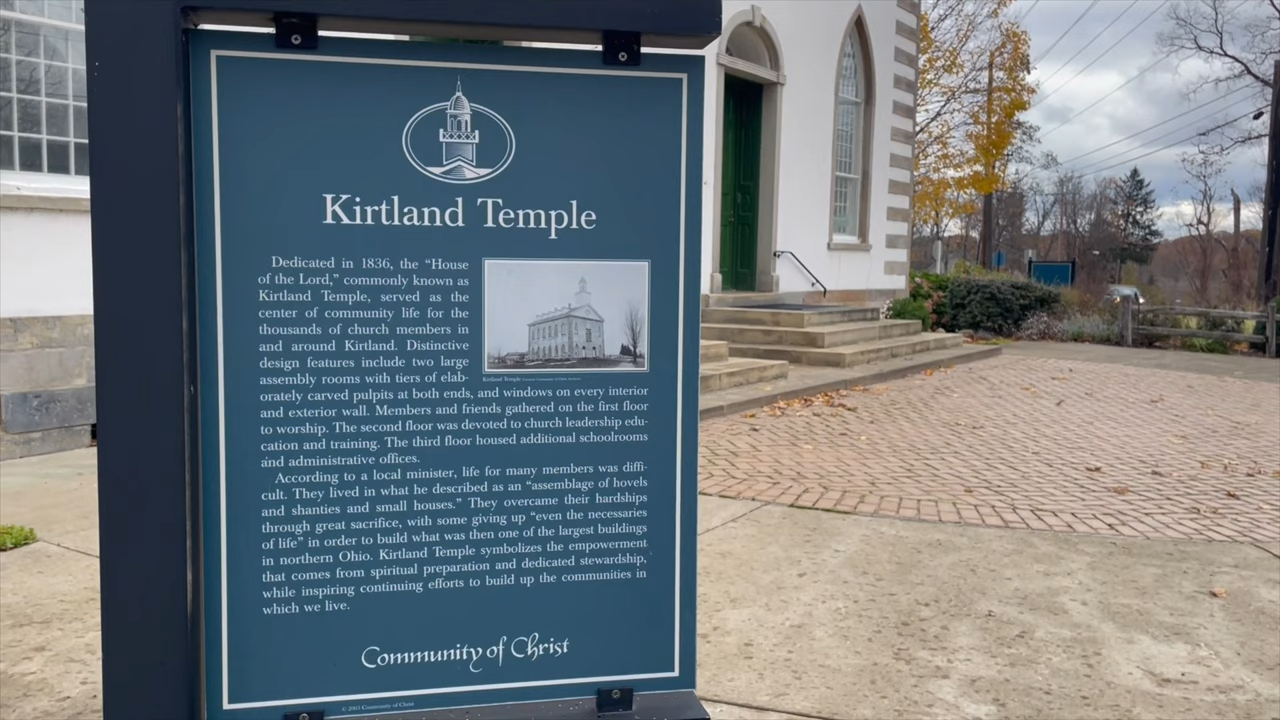 Kirtland Temple
Dedicated in 1836, the “House
of the Lord,” commonly known as
Kirtland Temple, served as the
center of community life for the
thousands of church members in
and around Kirtland. Distinctive
design features include two large
assembly rooms with tiers of elab-
orately carved pulpits at both ends, and windows on every interior
and exterior wall. Members and friends gathered on the first floor
to worship. The second floor was devoted to church leadership edu-
cation and training. The third floor housed additional schoolrooms
and administrative offices.
Kirtland Temple
According to a local minister, life for many members was diffi-
cult. They lived in what he described as an “assemblage of hovels
and shanties and small houses.” They overcame their hardships
through great sacrifice, with some giving up “even the necessaries
of life” in order to build what was then one of the largest buildings
in northern Ohio. Kirtland Temple symbolizes the empowerment
that comes from spiritual preparation and dedicated stewardship,
while inspiring continuing efforts to build up the communities in
which we live.
Community of Christ
© 2003 Community of Christ